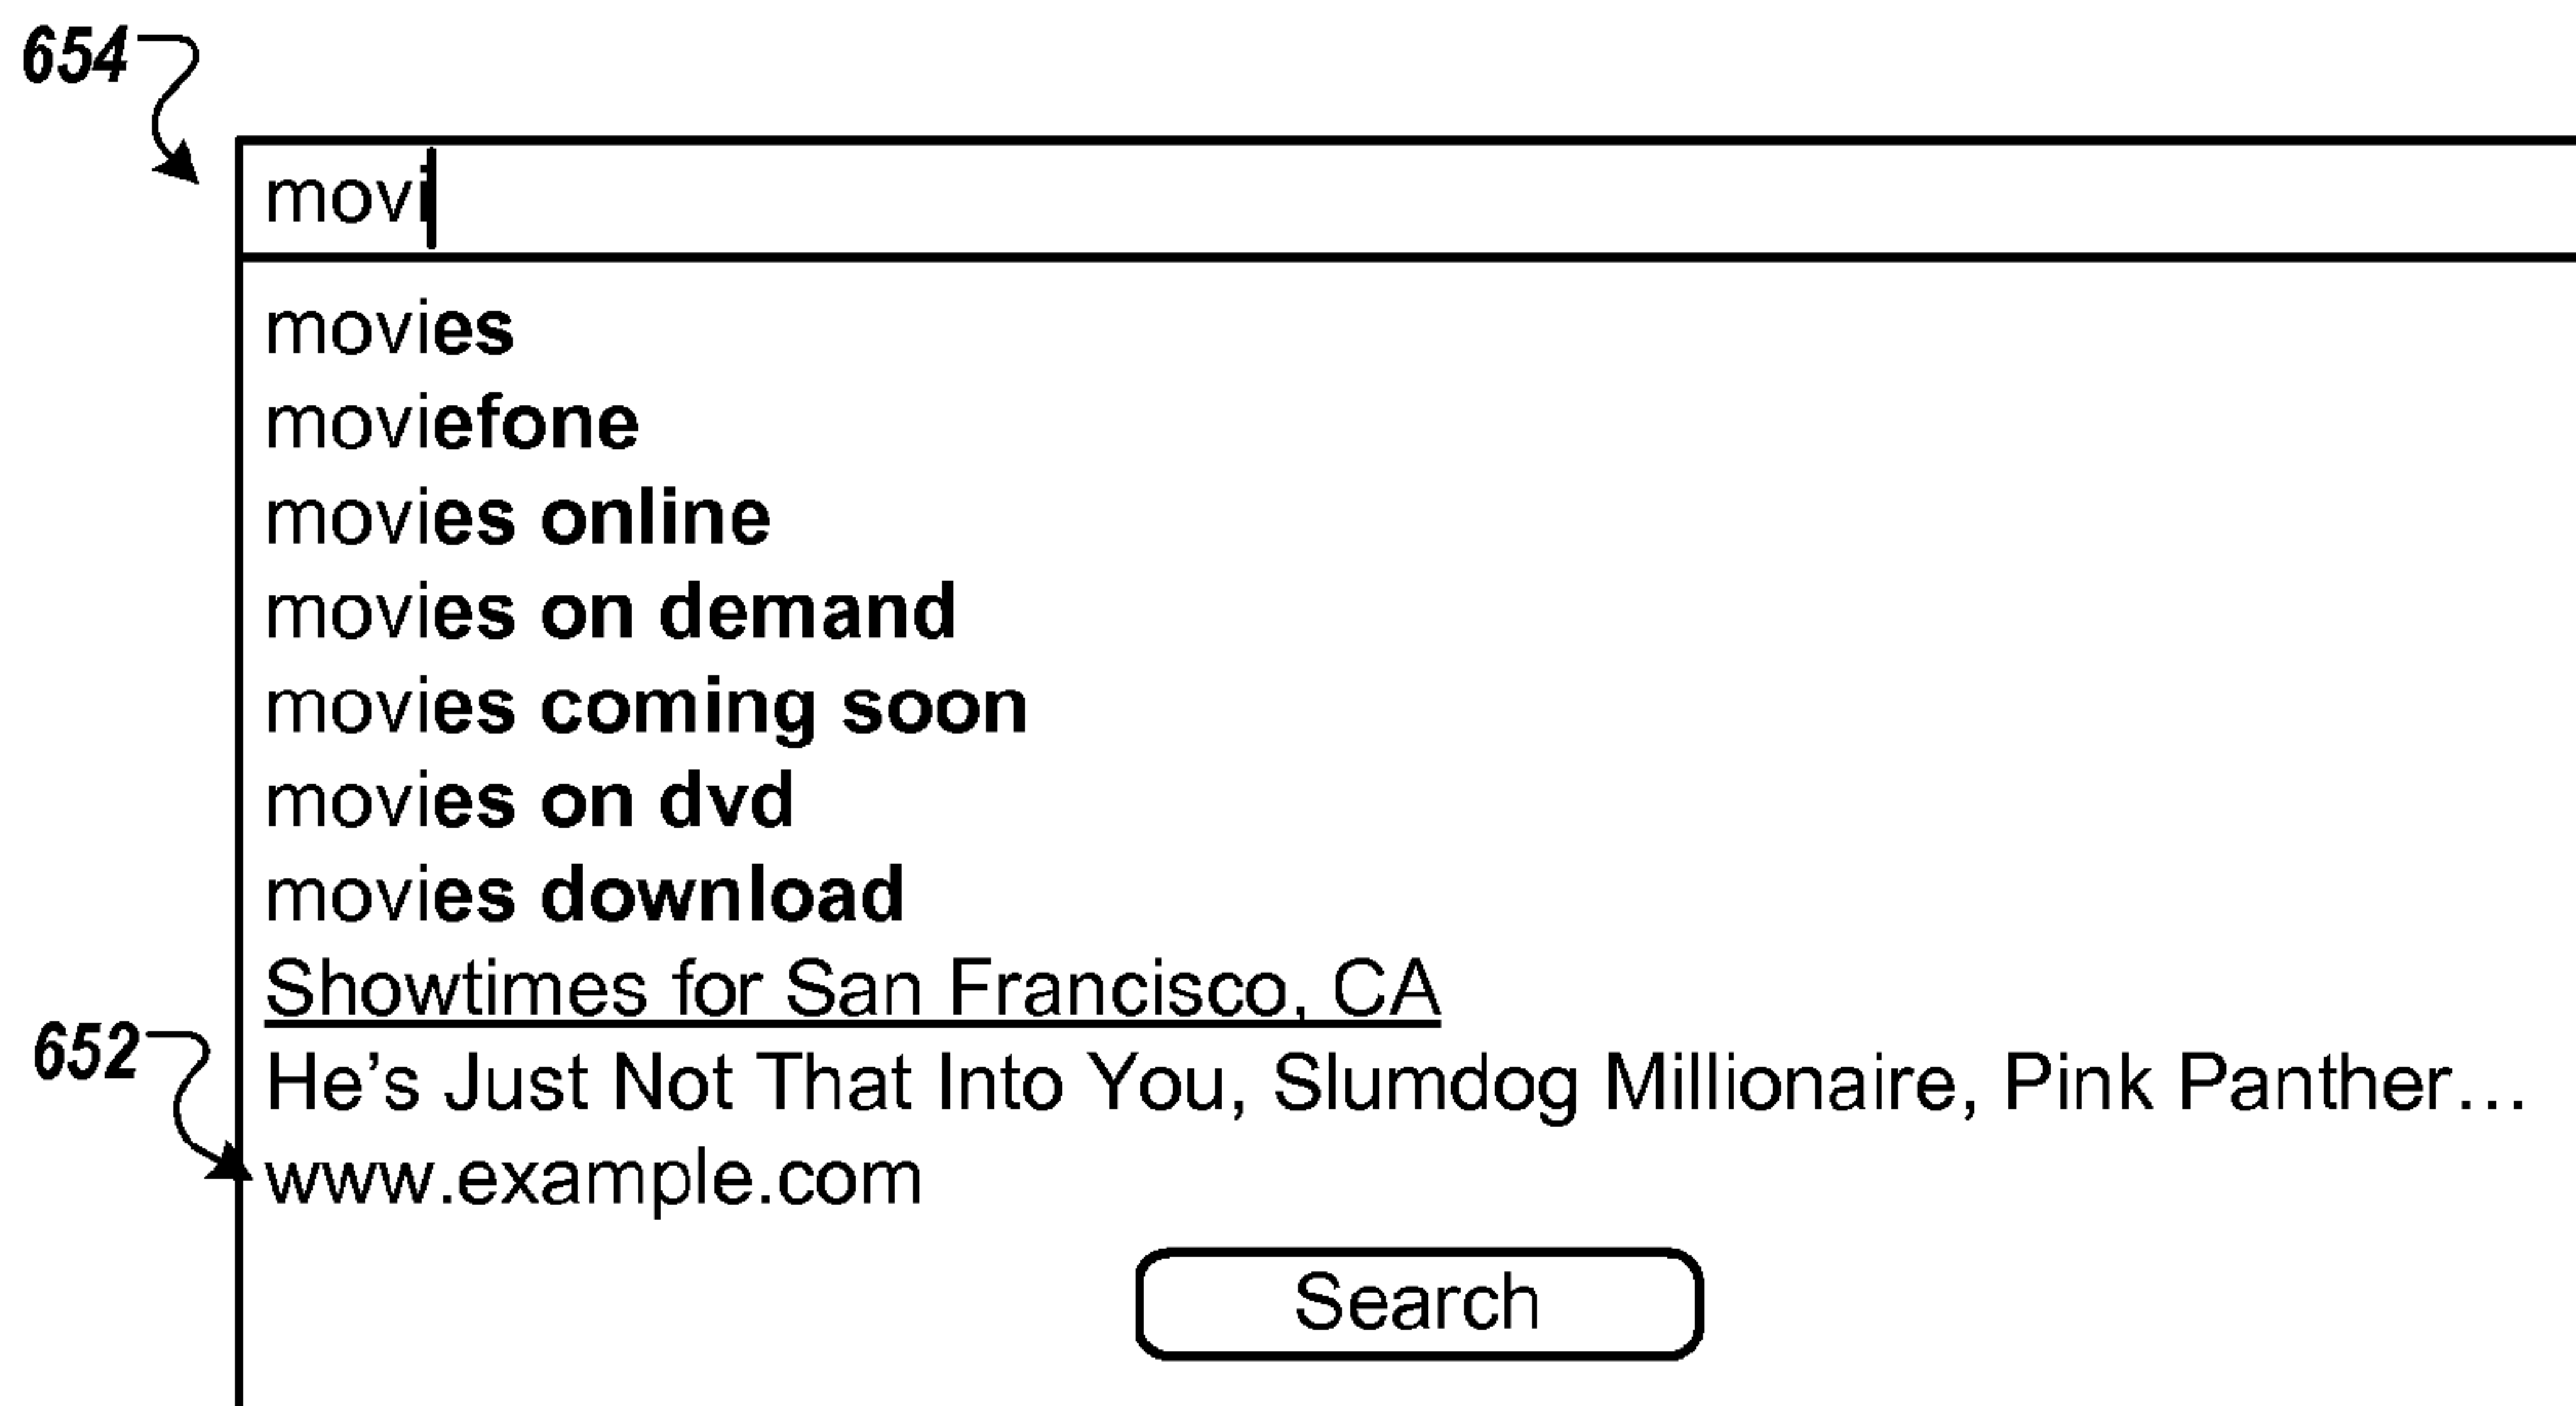 654
movi
movies
moviefone
movies online
movies on demand
movies coming soon
movies on dvd
movies download
Showtimes for San Francisco, CA
652
He’s Just Not That Into You, Slumdog Millionaire, Pink Panther...
www.example.com
Search